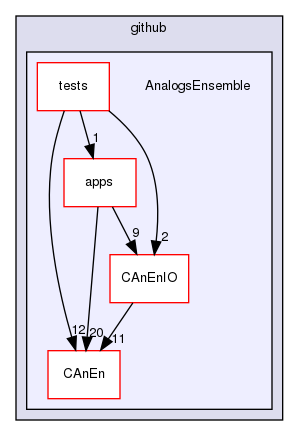 github
tests
AnalogsEnsemble
1
apps
9
2
CAnEnIO
12
20
11
CAnEn